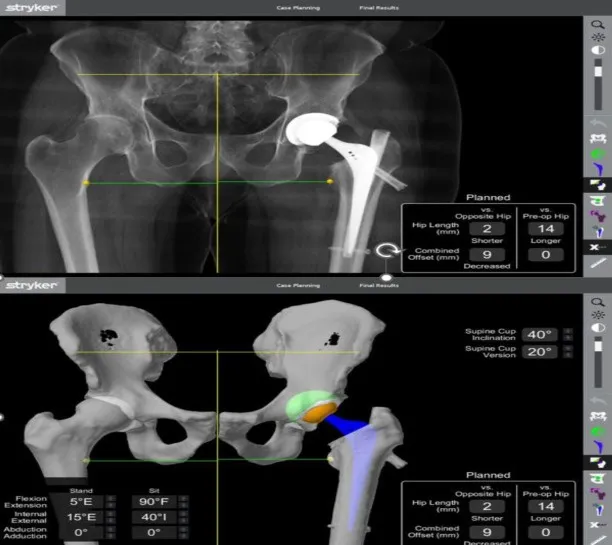 stryker
Case Planning Final Results
Planned
vs. Opposite Hip vs. Pre-op Hip
Hip Length (mm) 2 14
Shorter Longer
Combined Offset (mm) 9 0
Decreased
stryker
Case Planning Final Results
Supine Cup Inclination 40°
Supine Cup Version 20°
Stand Sit
Flexion Extension 5°E 90°F
Internal External 15°E 40°I
Abduction Adduction 0° 0°
Planned
vs. Opposite Hip vs. Pre-op Hip
Hip Length (mm) 2 14
Shorter Longer
Combined Offset (mm) 9 0
Decreased